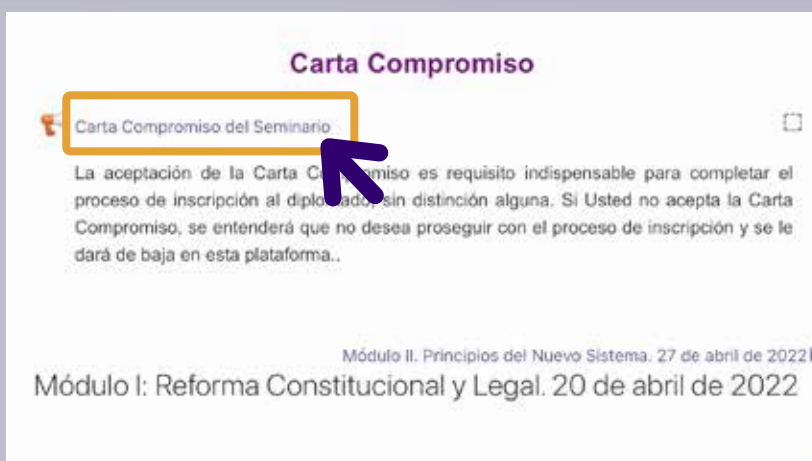 Carta Compromiso
Carta Compromiso del Seminario
La aceptación de la Carta Compromiso es requisito indispensable para completar el
proceso de inscripción al diplomado, sin distinción alguna. Si Usted no acepta la Carta
Compromiso, se entenderá que no desea proseguir con el proceso de inscripción y se le
dará de baja en esta plataforma..
Módulo II. Principios del Nuevo Sistema. 27 de abril de 2022
Módulo I: Reforma Constitucional y Legal. 20 de abril de 2022